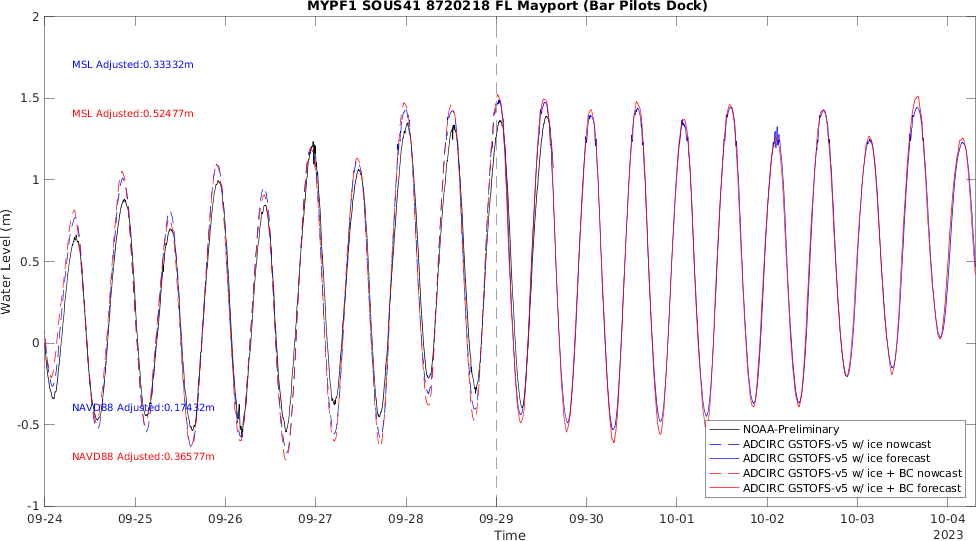 MYPF1 SOUS41 8720218 FL Mayport (Bar Pilots Dock)
2
1.5
1
0.5
0
-0.5
-1
Water Level (m)
MSL Adjusted:0.33332m
MSL Adjusted:0.52477m
NAVD88 Adjusted:0.17432m
NAVD88 Adjusted:0.36577m
NOAA-Preliminary
ADCIRC GSTOFS-v5 w/ ice nowcast
ADCIRC GSTOFS-v5 w/ ice forecast
ADCIRC GSTOFS-v5 w/ ice + BC nowcast
ADCIRC GSTOFS-v5 w/ ice + BC forecast
09-24 09-25 09-26 09-27 09-28 09-29 09-30 10-01 10-02 10-03 10-04
Time
2023